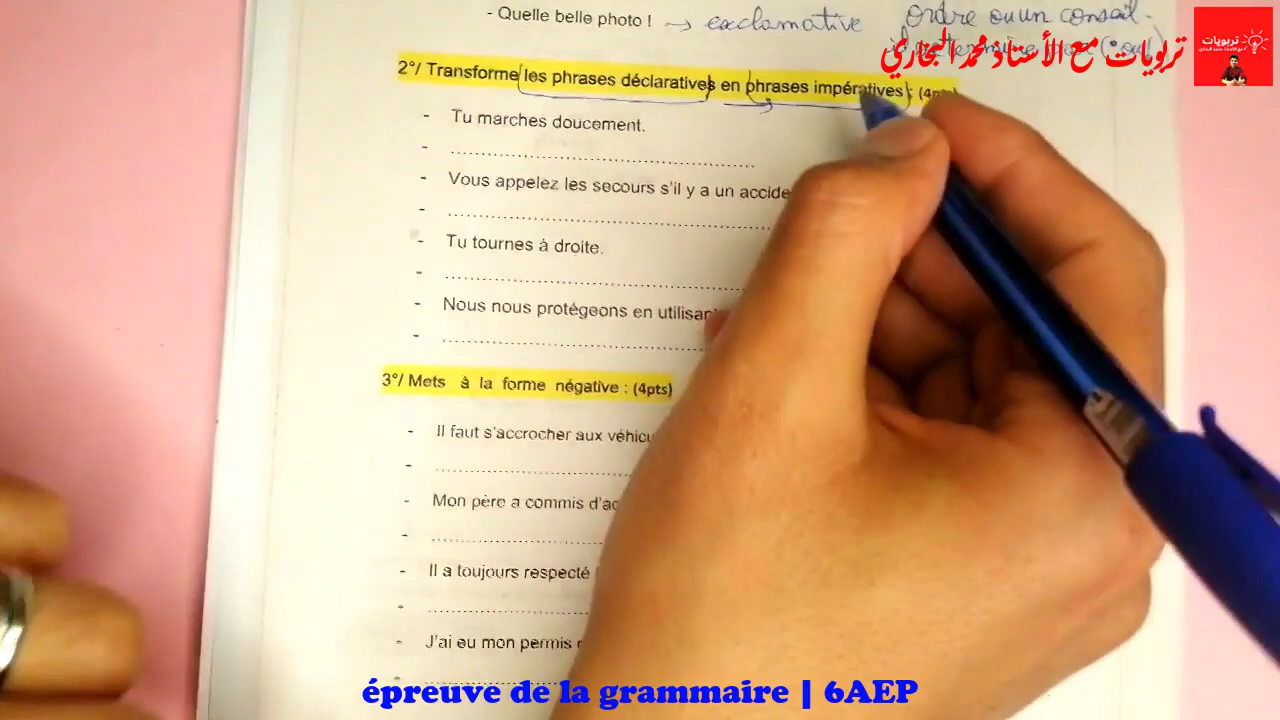 - Quelle belle photo ! → exclamative
ordre ou un conseil.
تربويات مع الأستاذ محمد البخاري
تربويات
2°/ Transforme les phrases déclaratives en phrases impératives : (4pts)
- Tu marches doucement.
- ..........................................................
- Vous appelez les secours s'il y a un accide
- ..........................................................
- Tu tournes à droite.
- ..........................................................
- Nous nous protégeons en utilisan
- ..........................................................
3°/ Mets à la forme négative : (4pts)
- Il faut s'accrocher aux véhicu
- ..........................................................
- Mon père a commis d'ac
- ..........................................................
- Il a toujours respecté
- ..........................................................
- J'ai eu mon permis
- ..........................................................
épreuve de la grammaire | 6AEP